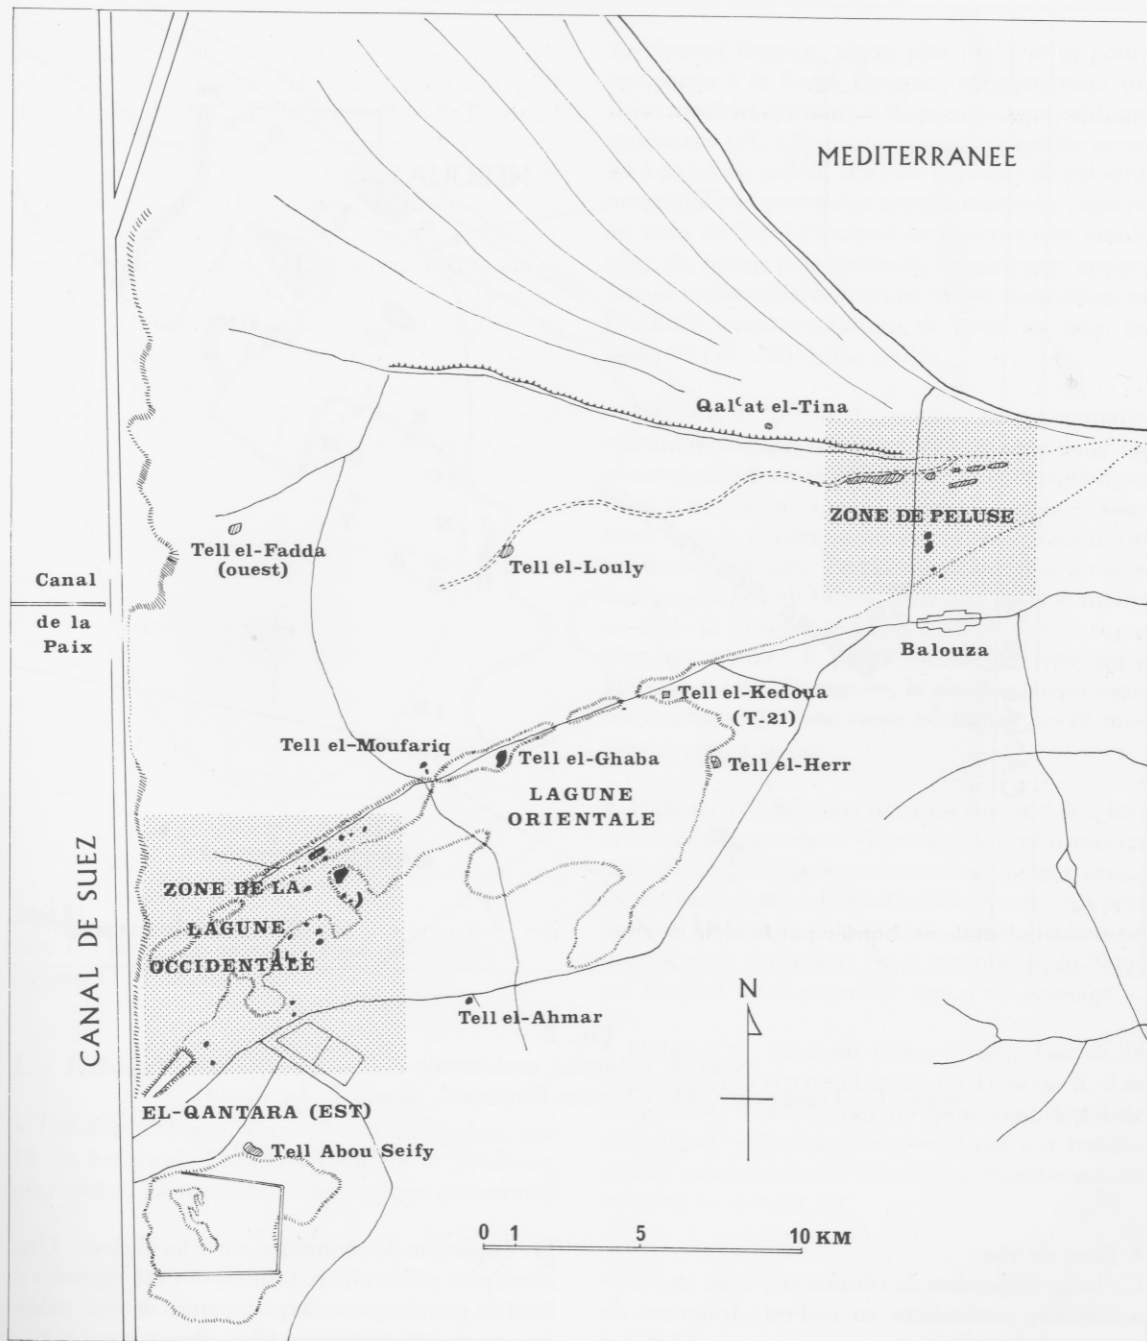 MEDITERRANEE
Qalʿat el-Tina
ZONE DE PELUSE
Tell el-Fadda
(ouest)
Tell el-Louly
Canal
de la
Paix
Balouza
Tell el-Kedoua
(T-21)
Tell el-Moufariq
Tell el-Ghaba
Tell el-Herr
LAGUNE
ORIENTALE
CANAL DE SUEZ
ZONE DE LA
LAGUNE
OCCIDENTALE
N
Tell el-Ahmar
EL-QANTARA (EST)
Tell Abou Seify
0 1 5 10 KM